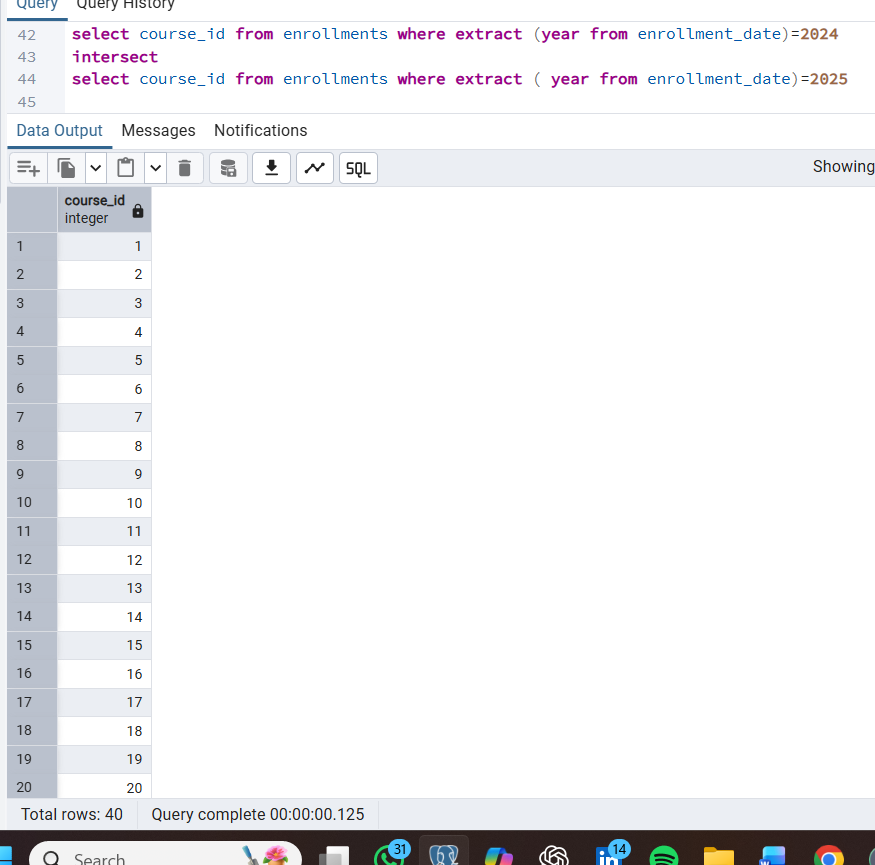 Query Query History
42 select course_id from enrollments where extract (year from enrollment_date)=2024
43 intersect
44 select course_id from enrollments where extract ( year from enrollment_date)=2025
45
Data Output Messages Notifications
SQL
Showing
course_id
integer
1 1
2 2
3 3
4 4
5 5
6 6
7 7
8 8
9 9
10 10
11 11
12 12
13 13
14 14
15 15
16 16
17 17
18 18
19 19
20 20
Total rows: 40 Query complete 00:00:00.125
Search 31 in 14 W